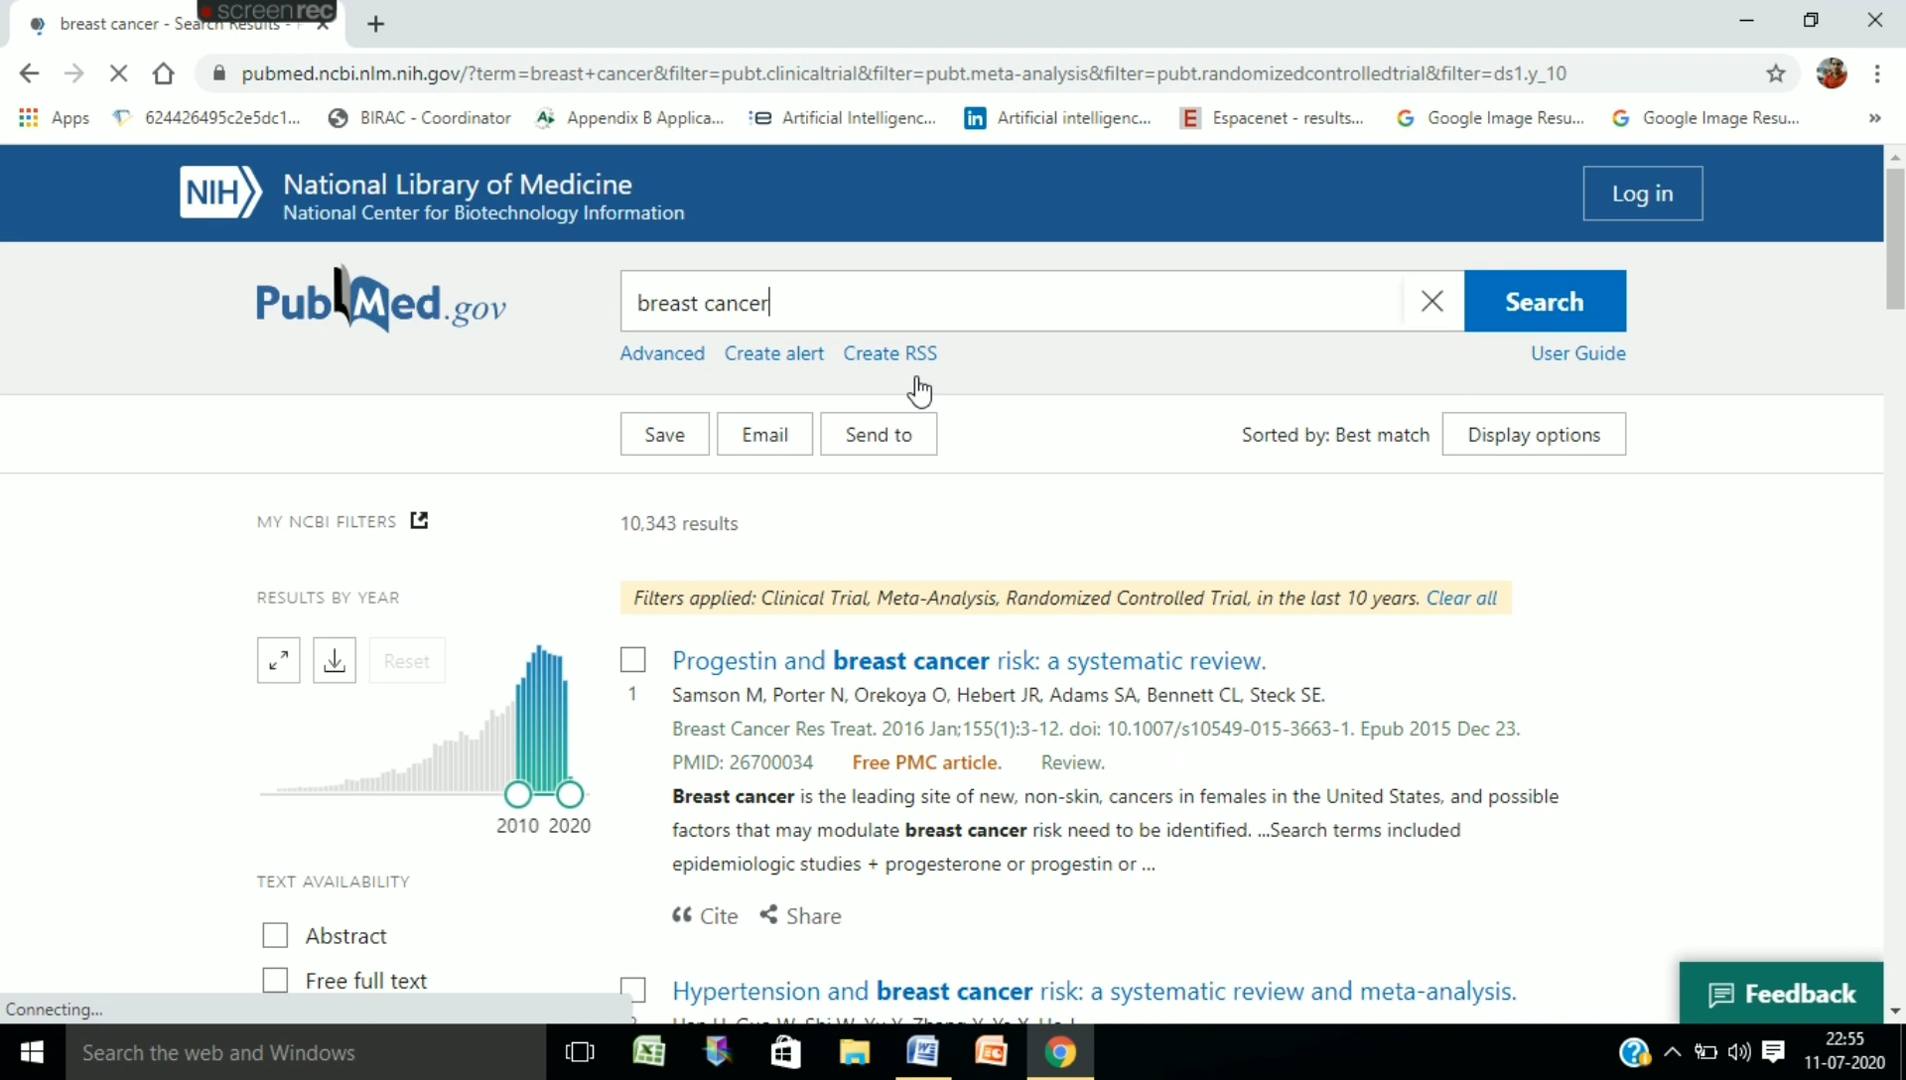 screenrec
breast cancer - Search Results -
pubmed.ncbi.nlm.nih.gov/?term=breast+cancer&filter=pubt.clinicaltrial&filter=pubt.meta-analysis&filter=pubt.randomizedcontrolledtrial&filter=ds1.y_10
Apps 624426495c2e5dc1... BIRAC - Coordinator Appendix B Applica... Artificial Intelligenc... Artificial intelligenc... Espacenet - results... Google Image Resu... Google Image Resu... »
NIH National Library of Medicine
National Center for Biotechnology Information
Log in
PubMed.gov
breast cancer
Search
Advanced Create alert Create RSS User Guide
Save Email Send to Sorted by: Best match Display options
MY NCBI FILTERS
10,343 results
RESULTS BY YEAR
Filters applied: Clinical Trial, Meta-Analysis, Randomized Controlled Trial, in the last 10 years. Clear all
Reset
2010 2020
Progestin and breast cancer risk: a systematic review.
1 Samson M, Porter N, Orekoya O, Hebert JR, Adams SA, Bennett CL, Steck SE.
Breast Cancer Res Treat. 2016 Jan;155(1):3-12. doi: 10.1007/s10549-015-3663-1. Epub 2015 Dec 23.
PMID: 26700034 Free PMC article. Review.
Breast cancer is the leading site of new, non-skin, cancers in females in the United States, and possible
factors that may modulate breast cancer risk need to be identified. ...Search terms included
epidemiologic studies + progesterone or progestin or ...
Cite Share
TEXT AVAILABILITY
Abstract
Free full text
Hypertension and breast cancer risk: a systematic review and meta-analysis.
Feedback
Connecting...
Search the web and Windows
22:55
11-07-2020